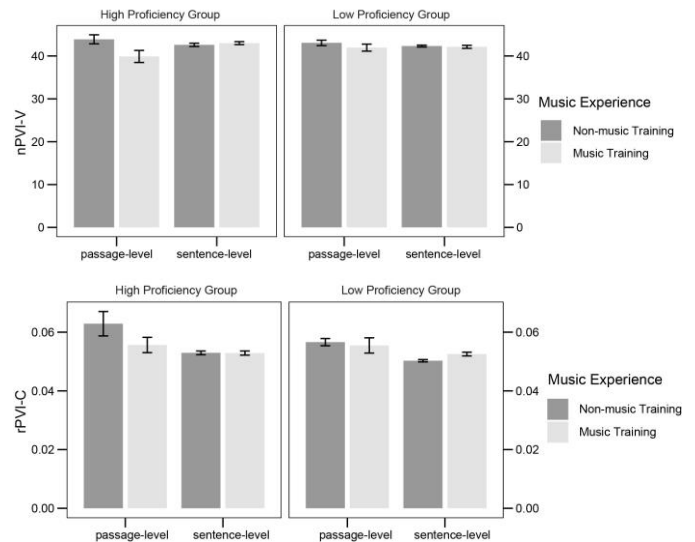 High Proficiency Group
Low Proficiency Group
nPVI-V
40
30
20
10
0
40
30
20
10
0
passage-level sentence-level
passage-level sentence-level
Music Experience
Non-music Training
Music Training
High Proficiency Group
Low Proficiency Group
rPVI-C
0.06
0.04
0.02
0.00
0.06
0.04
0.02
0.00
passage-level sentence-level
passage-level sentence-level
Music Experience
Non-music Training
Music Training